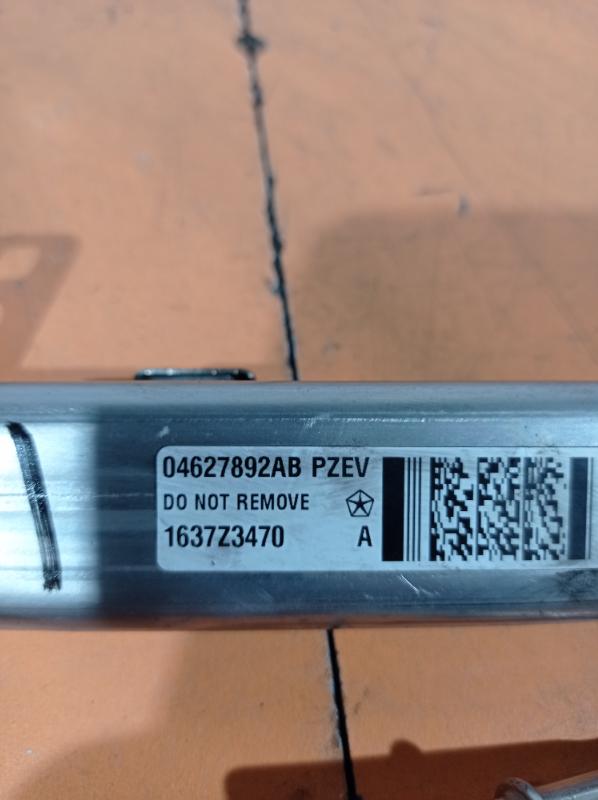 04627892AB PZEV
DO NOT REMOVE
1637Z3470 A